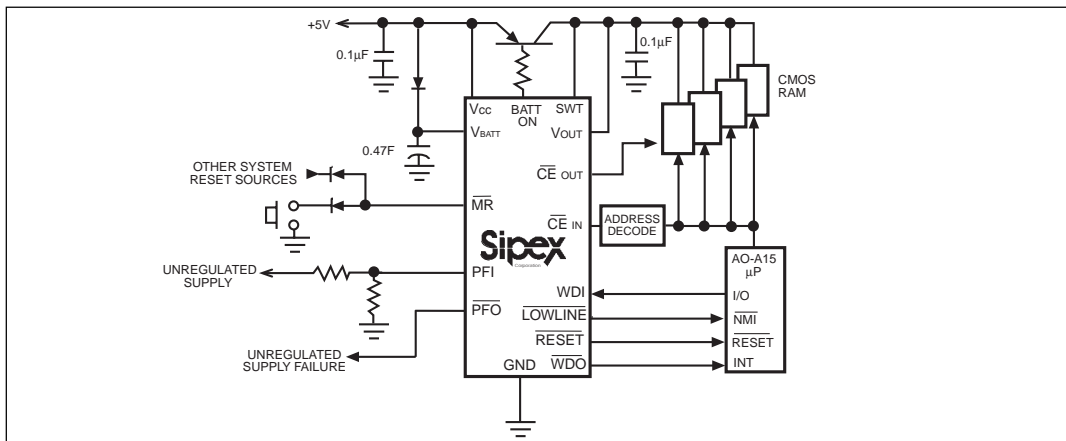 +5V
0.1µF
0.1µF
CMOS
RAM
Vcc
BATT
ON
SWT
VBATT
VOUT
0.47F
CE OUT
OTHER SYSTEM
RESET SOURCES
MR
CE IN
ADDRESS
DECODE
Sipex
Corporation
AO-A15
µP
UNREGULATED
SUPPLY
PFI
WDI
I/O
PFO
LOWLINE
NMI
RESET
RESET
UNREGULATED
SUPPLY FAILURE
GND
WDO
INT